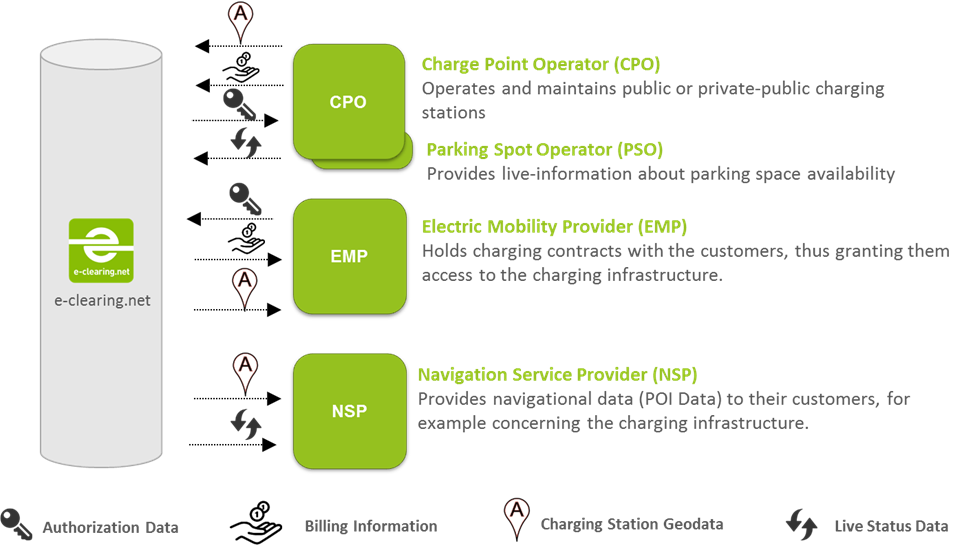 A
CPO
Charge Point Operator (CPO)
Operates and maintains public or private-public charging
stations
Parking Spot Operator (PSO)
Provides live-information about parking space availability
e-clearing.net
e-clearing.net
EMP
Electric Mobility Provider (EMP)
Holds charging contracts with the customers, thus granting them
access to the charging infrastructure.
A
A
NSP
Navigation Service Provider (NSP)
Provides navigational data (POI Data) to their customers, for
example concerning the charging infrastructure.
Authorization Data
Billing Information
A
Charging Station Geodata
Live Status Data